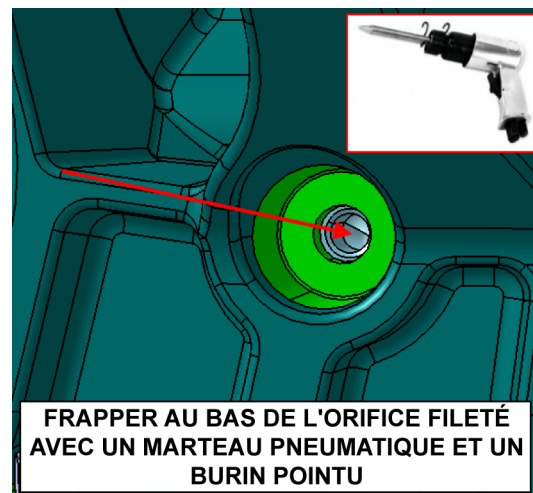 FRAPPER AU BAS DE L'ORIFICE FILETÉ
AVEC UN MARTEAU PNEUMATIQUE ET UN
BURIN POINTU